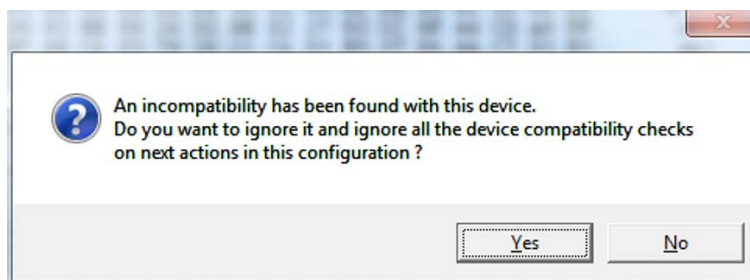 An incompatibility has been found with this device.
Do you want to ignore it and ignore all the device compatibility checks
on next actions in this configuration ?
Yes
No